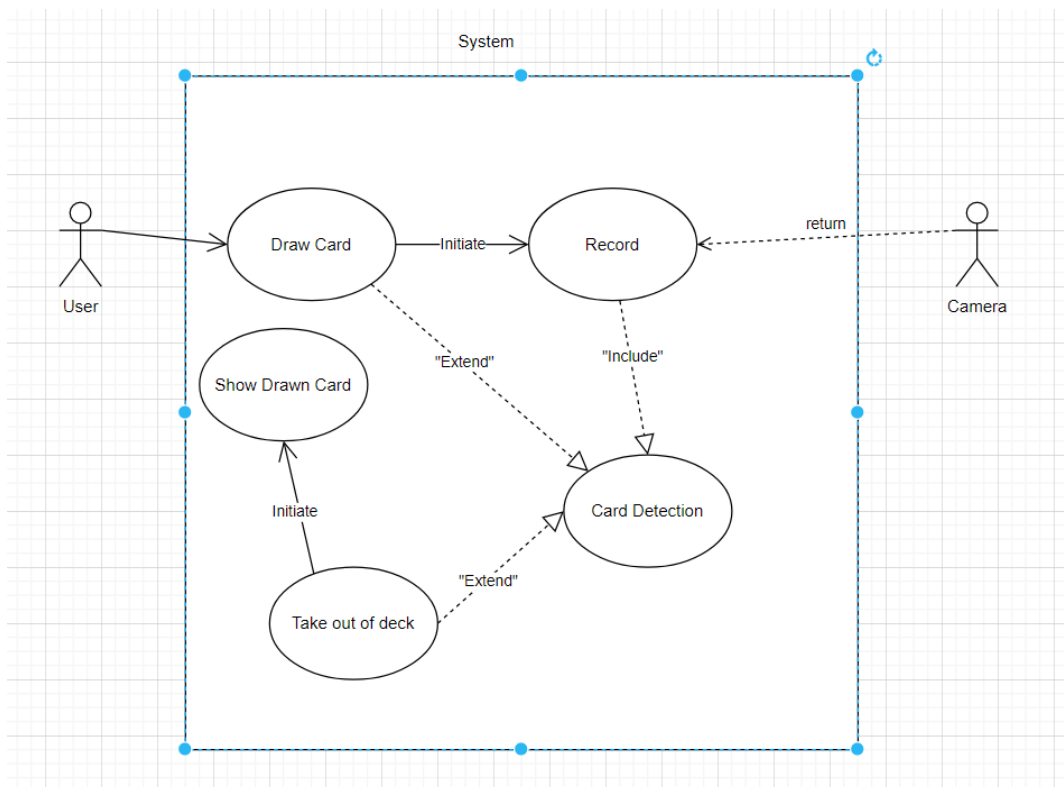 System
return
Draw Card
Initiate
Record
User
Camera
"Extend"
"Include"
Show Drawn Card
Initiate
Card Detection
"Extend"
Take out of deck